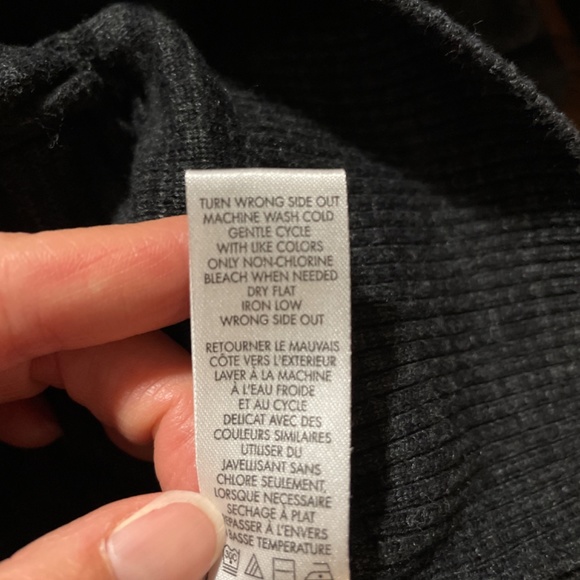 TURN WRONG SIDE OUT
MACHINE WASH COLD
GENTLE CYCLE
WITH LIKE COLORS
ONLY NON-CHLORINE
BLEACH WHEN NEEDED
DRY FLAT
IRON LOW
WRONG SIDE OUT
RETOURNER LE MAUVAIS
CÔTE VERS L'EXTERIEUR
LAVER À LA MACHINE
À L'EAU FROIDE
ET AU CYCLE
DELICAT AVEC DES
COULEURS SIMILAIRES
UTILISER DU
JAVELLISANT SANS
CHLORE SEULEMENT,
LORSQUE NECESSAIRE
SECHAGE À PLAT
REPASSER À L'ENVERS
BASSE TEMPERATURE
30C